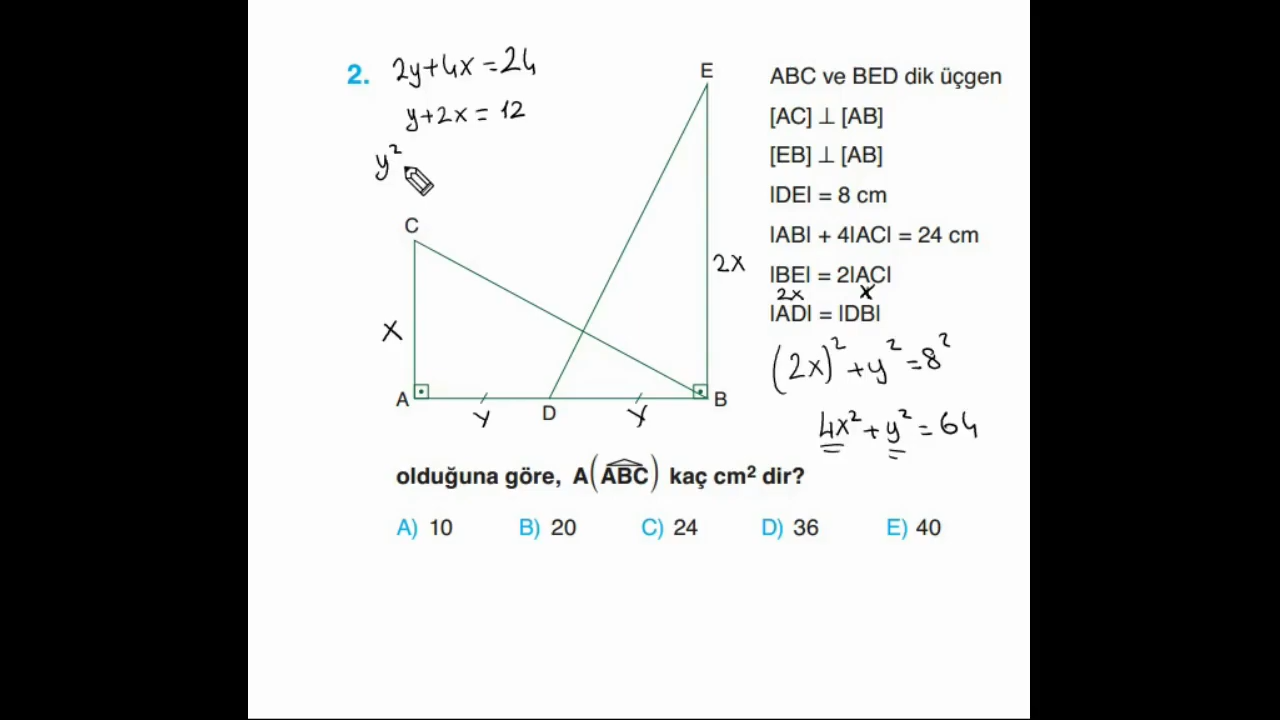 2. 2y+4x=24
y+2x=12
y²
E
C
X
A
y
D
y
B
2x
ABC ve BED dik üçgen
[AC] ⊥ [AB]
[EB] ⊥ [AB]
|DE| = 8 cm
|AB| + 4|AC| = 24 cm
|BE| = 2|AC|
2x x
|AD| = |DB|
(2x)²+y²=8²
4x²+y²=64
olduğuna göre, A(ABC) kaç cm² dir?
A) 10 B) 20 C) 24 D) 36 E) 40